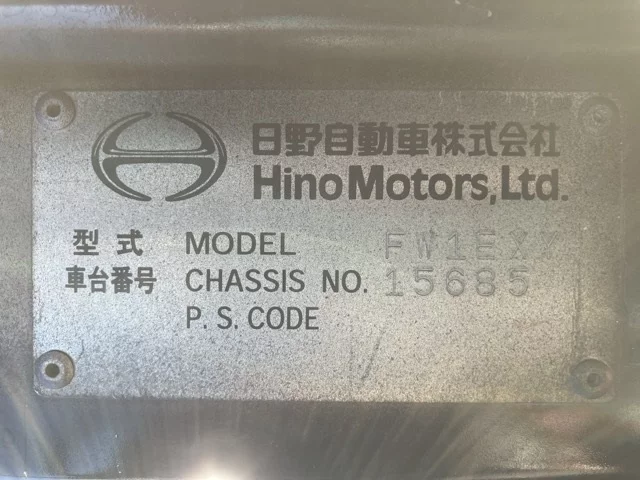 日野自動車株式会社
Hino Motors, Ltd.
型式 MODEL FW1E
車台番号 CHASSIS NO. 15685
P. S. CODE